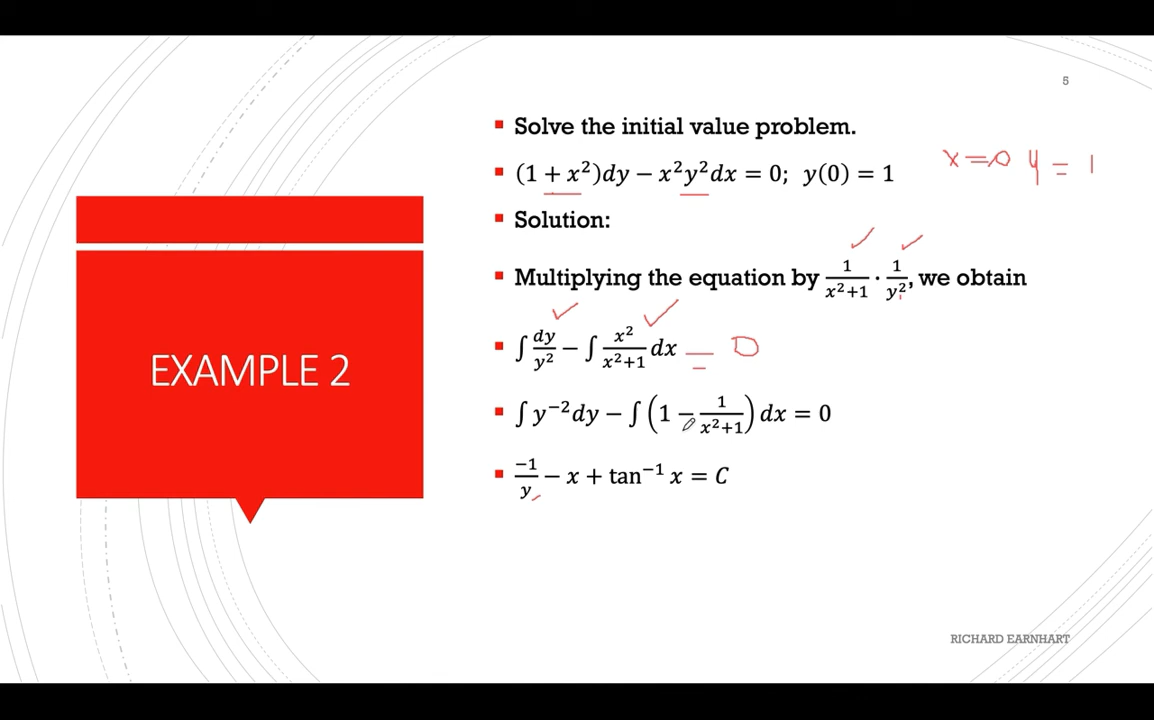 5
Solve the initial value problem.
(1 + x²)dy − x²y²dx = 0; y(0) = 1
x=0 y = 1
Solution:
Multiplying the equation by 1/(x²+1) · 1/y², we obtain
∫ dy/y² − ∫ x²/(x²+1) dx = 0
EXAMPLE 2
∫ y⁻²dy − ∫ (1 − 1/(x²+1)) dx = 0
−1/y − x + tan⁻¹ x = C
RICHARD EARNHART